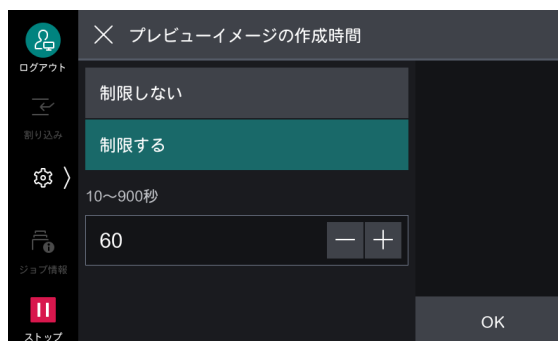 プレビューイメージの作成時間
ログアウト
制限しない
割り込み
制限する
10～900秒
60
ジョブ情報
OK
ストップ